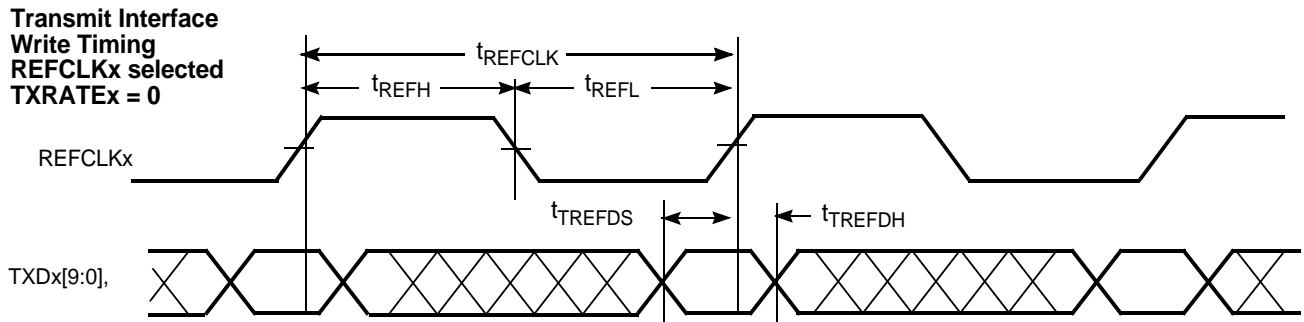 Transmit Interface
Write Timing
REFCLKx selected
TXRATEx = 0
tREFCLK
tREFH
tREFL
REFCLKx
tTREFDS
tTREFDH
TXDx[9:0],